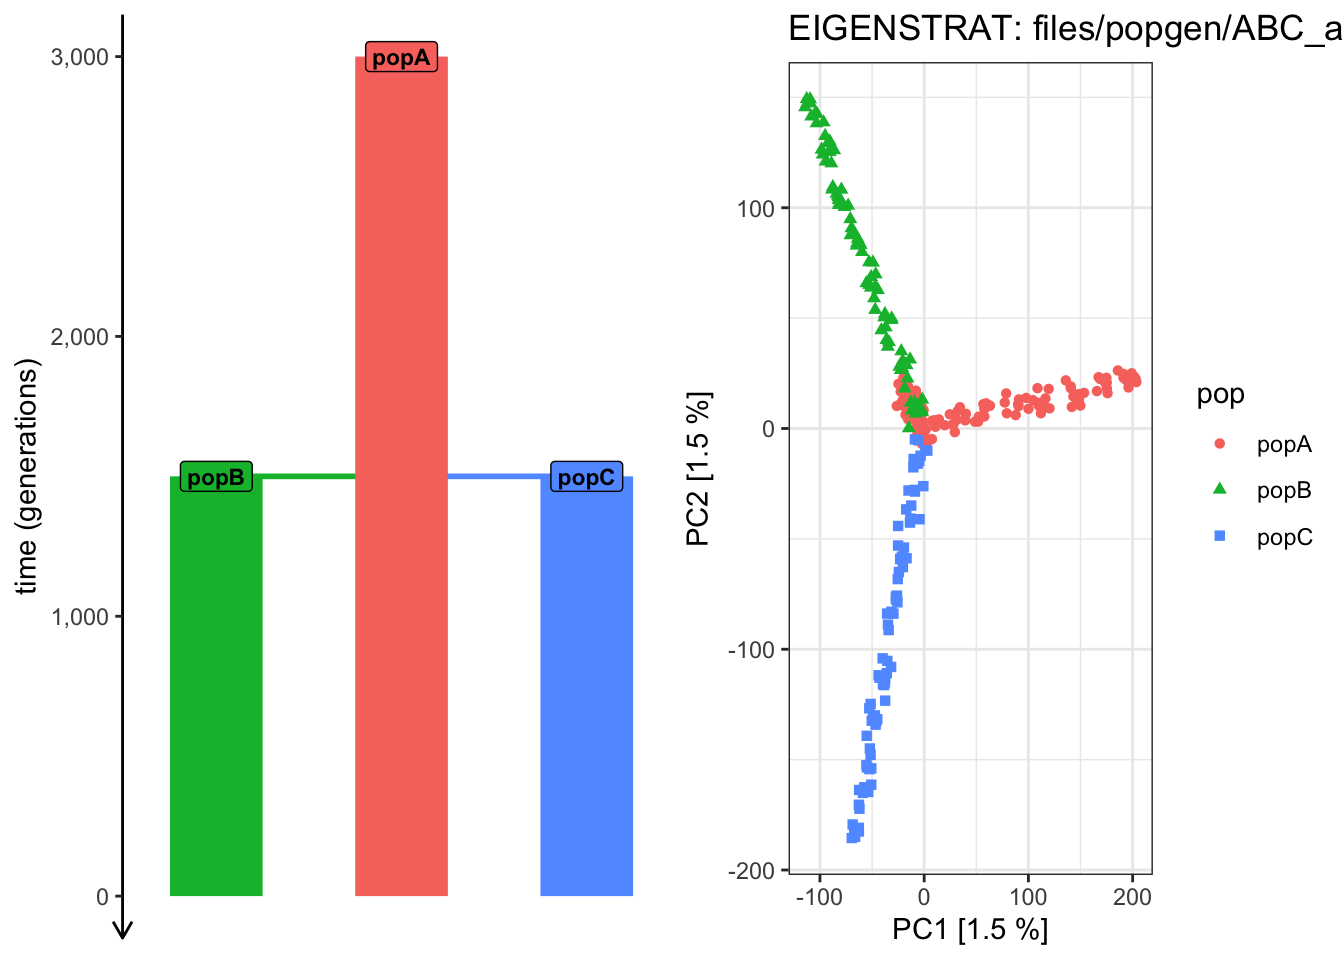 time (generations)
3,000
2,000
1,000
0
popA
popB
popC
EIGENSTRAT: files/popgen/ABC_a
PC2 [1.5 %]
100
0
-100
-200
-100
0
100
200
PC1 [1.5 %]
pop
popA
popB
popC